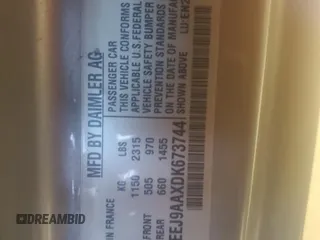 MFD BY DAIMLER AG
IN FRANCE
KG LBS
1150 2315
FRONT 505 970
REAR 660 1455
PASSENGER CAR
THIS VEHICLE CONFORMS
APPLICABLE U.S. FEDERAL
VEHICLE SAFETY BUMPER
PREVENTION STANDARDS
ON THE DATE OF MANUFA
SHOWN ABOVE
EEJ9AAXDK673744
DREAMBID